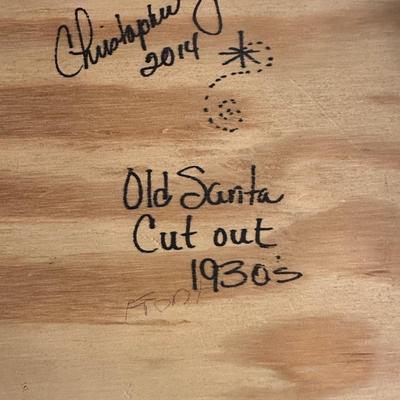 Christopher
2014
Old Santa
Cut out
1930's